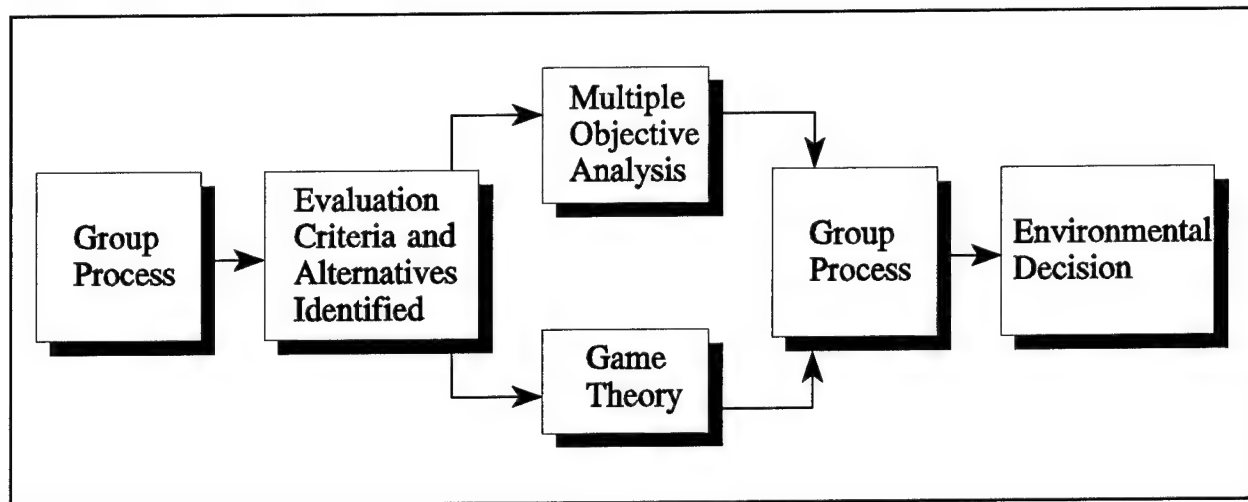 Group
Process
Evaluation
Criteria and
Alternatives
Identified
Multiple
Objective
Analysis
Game
Theory
Group
Process
Environmental
Decision